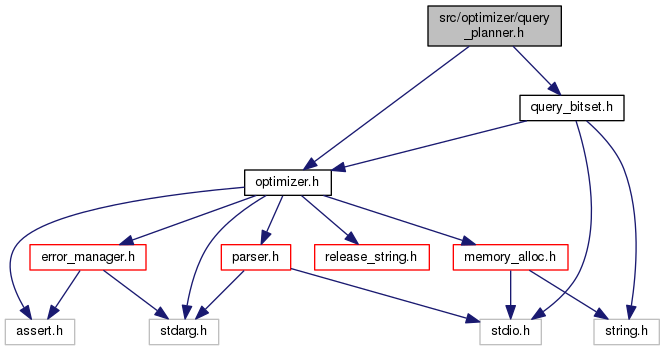 src/optimizer/query
_planner.h
query_bitset.h
optimizer.h
error_manager.h
parser.h
release_string.h
memory_alloc.h
assert.h
stdarg.h
stdio.h
string.h